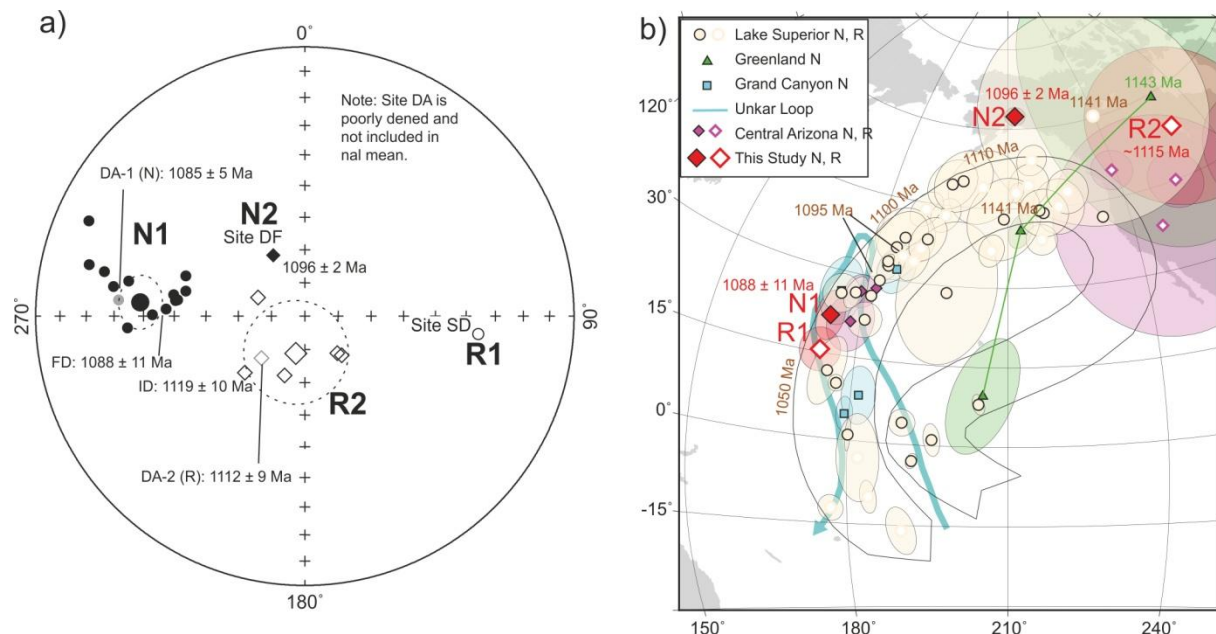 a)
0°
Note: Site DA is
poorly dened and
not included in
nal mean.
DA-1 (N): 1085 ± 5 Ma
N1
N2
Site DF
1096 ± 2 Ma
270°
90°
Site SD
R1
FD: 1088 ± 11 Ma
ID: 1119 ± 10 Ma
R2
DA-2 (R): 1112 ± 9 Ma
180°
b)
Lake Superior N, R
Greenland N
Grand Canyon N
Unkar Loop
Central Arizona N, R
This Study N, R
120°
1143 Ma
1096 ± 2 Ma
1141 Ma
N2
R2
~1115 Ma
1110 Ma
30°
1100 Ma
1141 Ma
1095 Ma
1088 ± 11 Ma
N1
15°
R1
1050 Ma
0°
-15°
150°
180°
210°
240°